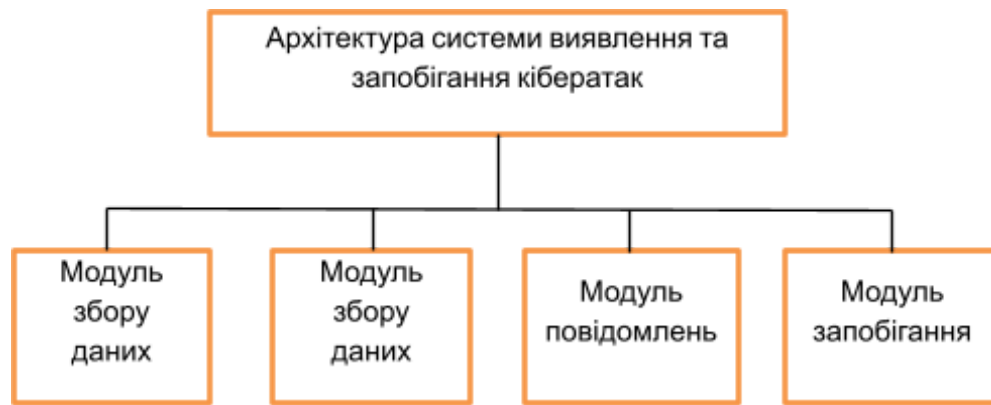 Архітектура системи виявлення та
запобігання кібератак
Модуль
збору
даних
Модуль
збору
даних
Модуль
повідомлень
Модуль
запобігання